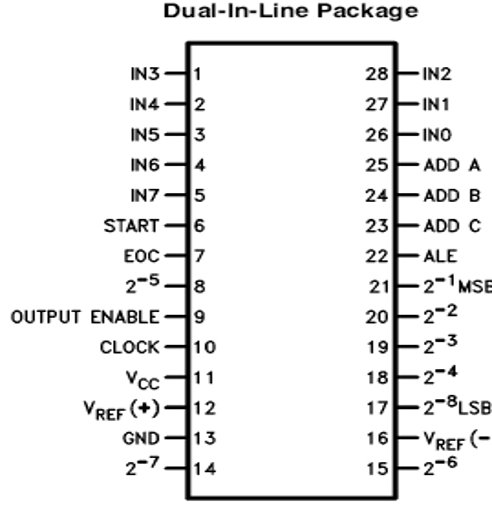 Dual-In-Line Package
IN3 1 28 IN2
IN4 2 27 IN1
IN5 3 26 IN0
IN6 4 25 ADD A
IN7 5 24 ADD B
START 6 23 ADD C
EOC 7 22 ALE
2⁻⁵ 8 21 2⁻¹MSB
OUTPUT ENABLE 9 20 2⁻²
CLOCK 10 19 2⁻³
V_CC 11 18 2⁻⁴
V_REF(+) 12 17 2⁻⁸LSB
GND 13 16 V_REF(-
2⁻⁷ 14 15 2⁻⁶